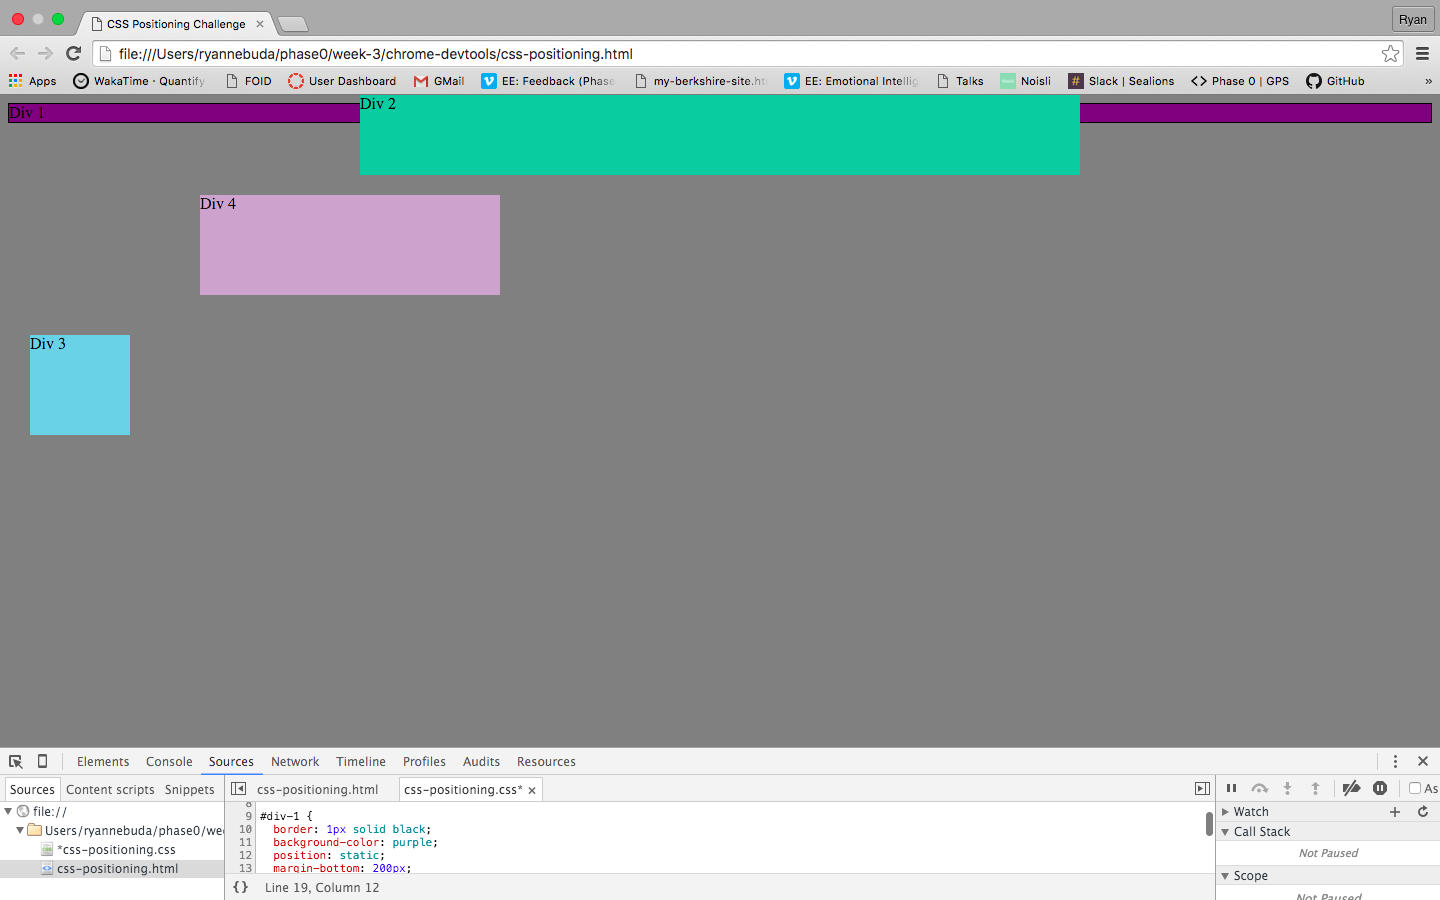 CSS Positioning Challenge
Ryan
file:///Users/ryannebuda/phase0/week-3/chrome-devtools/css-positioning.html
Apps WakaTime · Quantify FOID User Dashboard GMail EE: Feedback (Phase my-berkshire-site.ht EE: Emotional Intellig Talks Noisli Slack | Sealions Phase 0 | GPS GitHub »
Div 1
Div 2
Div 4
Div 3
Elements Console Sources Network Timeline Profiles Audits Resources
Sources Content scripts Snippets css-positioning.html css-positioning.css* As
file://
Users/ryannebuda/phase0/wee
*css-positioning.css
css-positioning.html
8
9 #div-1 {
10 border: 1px solid black;
11 background-color: purple;
12 position: static;
13 margin-bottom: 200px;
{} Line 19, Column 12
Watch
Call Stack
Not Paused
Scope
Not Paused